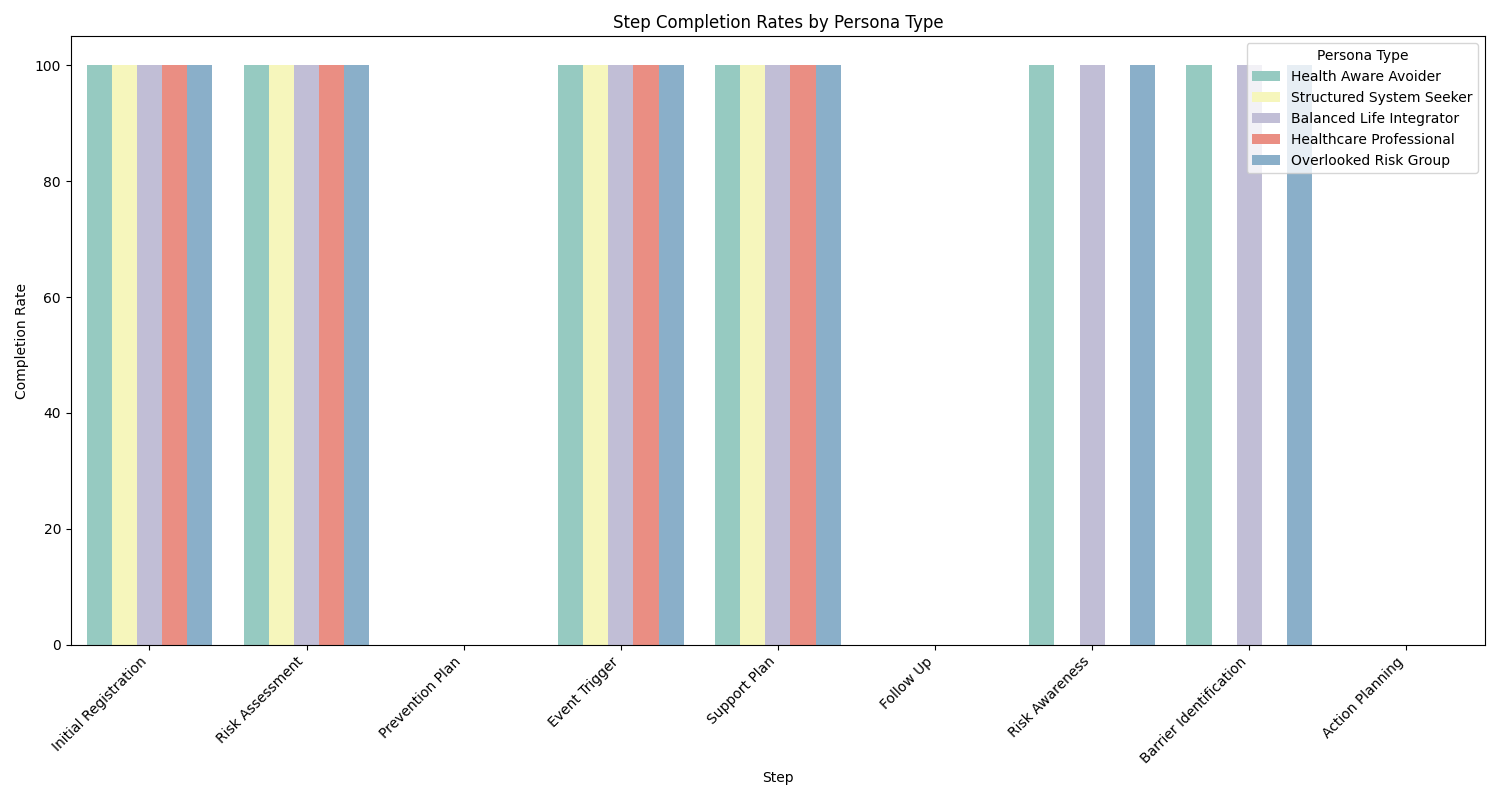 Step Completion Rates by Persona Type
Completion Rate
100
80
60
40
20
0
Persona Type
Health Aware Avoider
Structured System Seeker
Balanced Life Integrator
Healthcare Professional
Overlooked Risk Group
Initial Registration
Risk Assessment
Prevention Plan
Event Trigger
Support Plan
Follow Up
Risk Awareness
Barrier Identification
Action Planning
Step